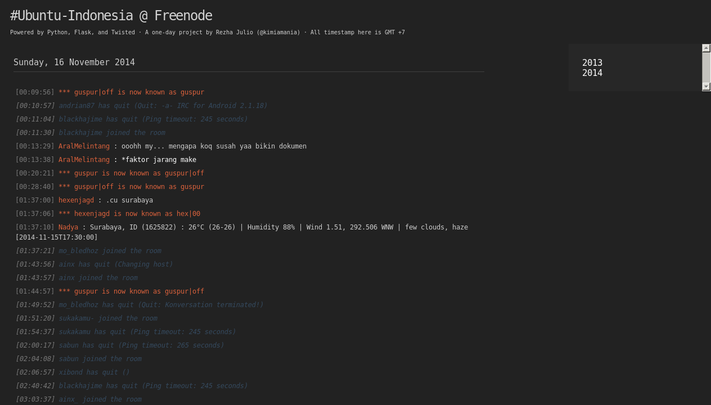 #Ubuntu-Indonesia @ Freenode
Powered by Python, Flask, and Twisted · A one-day project by Rezha Julio (@kimiamania) · All timestamp here is GMT +7
2013
2014
Sunday, 16 November 2014
[00:09:56] *** guspur|off is now known as guspur
[00:10:57] andrian67 has quit (Quit: -a- IRC for Android 2.1.18)
[00:11:04] blackhajime has quit (Ping timeout: 245 seconds)
[00:11:30] blackhajime joined the room
[00:13:29] AralMelintang : ooohh my... mengapa koq susah yaa bikin dokumen
[00:13:38] AralMelintang : *faktor jarang make
[00:20:21] *** guspur is now known as guspur|off
[00:28:40] *** guspur|off is now known as guspur
[01:37:00] hexenjagd : .cu surabaya
[01:37:06] *** hexenjagd is now known as hex|00
[01:37:10] Nadya : Surabaya, ID (1625822) : 26°C (26-26) | Humidity 88% | Wind 1.51, 292.506 WNW | few clouds, haze
[2014-11-15T17:30:00]
[01:37:21] mo_bledhoz joined the room
[01:43:56] ainx has quit (Changing host)
[01:43:57] ainx joined the room
[01:44:57] *** guspur is now known as guspur|off
[01:49:52] mo_bledhoz has quit (Quit: Konversation terminated!)
[01:51:20] sukakamu- joined the room
[01:54:37] sukakamu has quit (Ping timeout: 245 seconds)
[02:00:17] saban has quit (Ping timeout: 265 seconds)
[02:04:08] saban joined the room
[02:06:57] aibond has quit ()
[02:40:42] blackhajime has quit (Ping timeout: 245 seconds)
[03:03:37] ainx_ joined the room